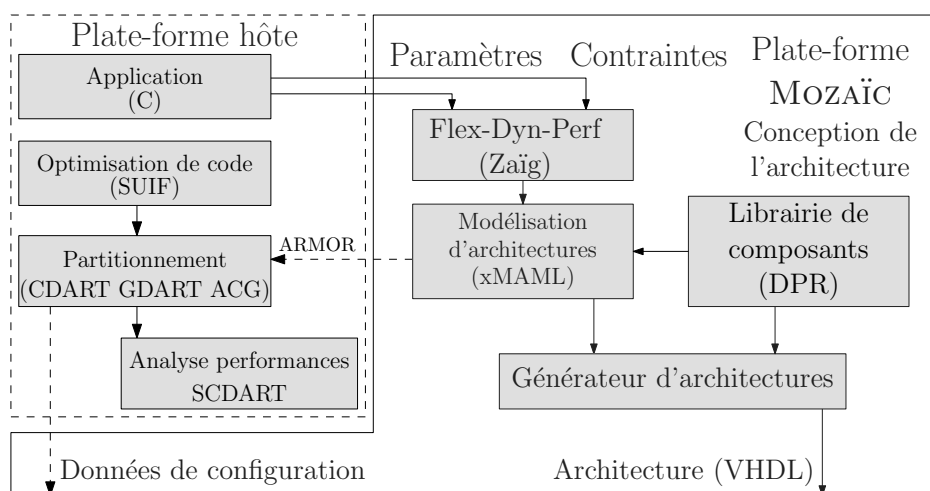 Plate-forme hôte
Application
(C)
Optimisation de code
(SUIF)
Partitionnement
(CDART GDART ACG)
Analyse performances
SCDART
Données de configuration
ARMOR
Paramètres
Contraintes
Flex-Dyn-Perf
(Zaïg)
Modélisation
d'architectures
(xMAML)
Plate-forme
MOZAÏC
Conception de
l'architecture
Librairie de
composants
(DPR)
Générateur d'architectures
Architecture (VHDL)